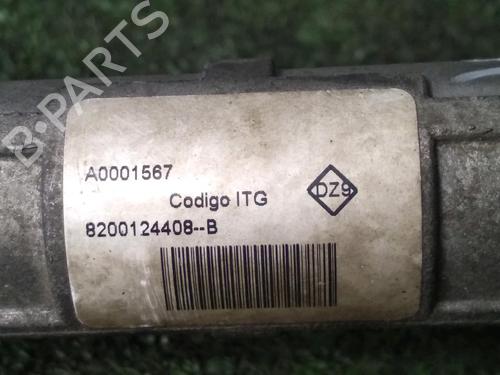 B-PARTS
A0001567
Codigo ITG
DZ9
8200124408--B